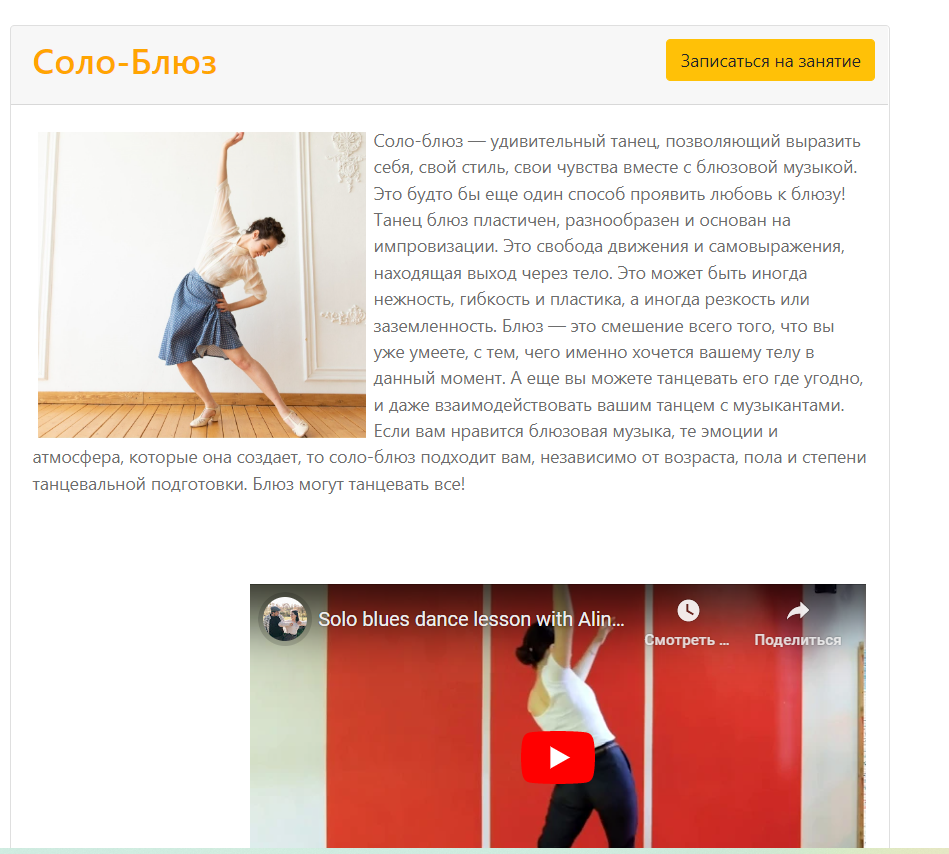 Соло-Блюз
Записаться на занятие
Соло-блюз — удивительный танец, позволяющий выразить
себя, свой стиль, свои чувства вместе с блюзовой музыкой.
Это будто бы еще один способ проявить любовь к блюзу!
Танец блюз пластичен, разнообразен и основан на
импровизации. Это свобода движения и самовыражения,
находящая выход через тело. Это может быть иногда
нежность, гибкость и пластика, а иногда резкость или
заземленность. Блюз — это смешение всего того, что вы
уже умеете, с тем, чего именно хочется вашему телу в
данный момент. А еще вы можете танцевать его где угодно,
и даже взаимодействовать вашим танцем с музыкантами.
Если вам нравится блюзовая музыка, те эмоции и
атмосфера, которые она создает, то соло-блюз подходит вам, независимо от возраста, пола и степени
танцевальной подготовки. Блюз могут танцевать все!
Solo blues dance lesson with Alin...
Смотреть ...
Поделиться